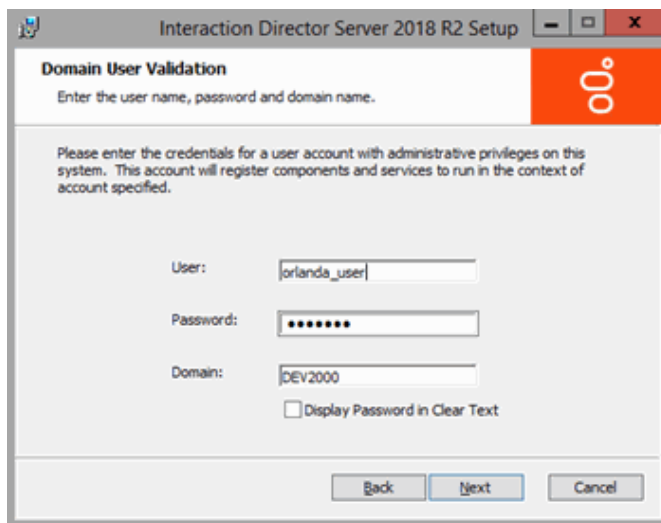 Interaction Director Server 2018 R2 Setup
Domain User Validation
Enter the user name, password and domain name.
Please enter the credentials for a user account with administrative privileges on this
system. This account will register components and services to run in the context of
account specified.
User: orlanda_user
Password: •••••••
Domain: DEV2000
Display Password in Clear Text
Back Next Cancel